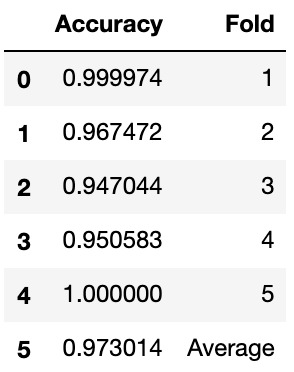 Accuracy Fold
0 0.999974 1
1 0.967472 2
2 0.947044 3
3 0.950583 4
4 1.000000 5
5 0.973014 Average